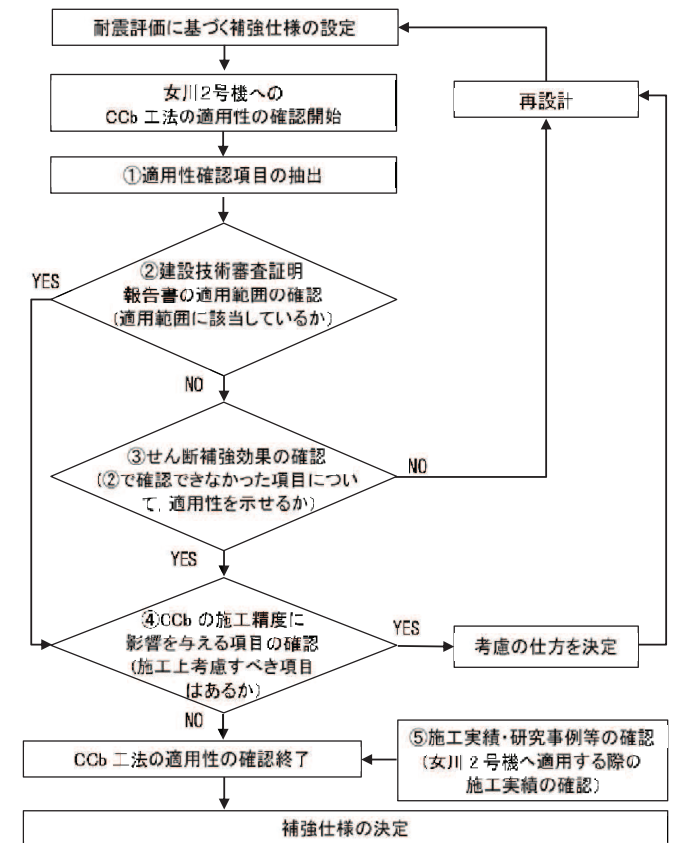 耐震評価に基づく補強仕様の設定
女川2号機への
CCb 工法の適用性の確認開始
再設計
①適用性確認項目の抽出
YES
②建設技術審査証明
報告書の適用範囲の確認
(適用範囲に該当しているか)
NO
③せん断補強効果の確認
(②で確認できなかった項目につい
て,適用性を示せるか)
NO
YES
④CCb の施工精度に
影響を与える項目の確認
(施工上考慮すべき項目
はあるか)
YES
考慮の仕方を決定
NO
CCb 工法の適用性の確認終了
⑤施工実績・研究事例等の確認
(女川2号機へ適用する際の
施工実績の確認)
補強仕様の決定